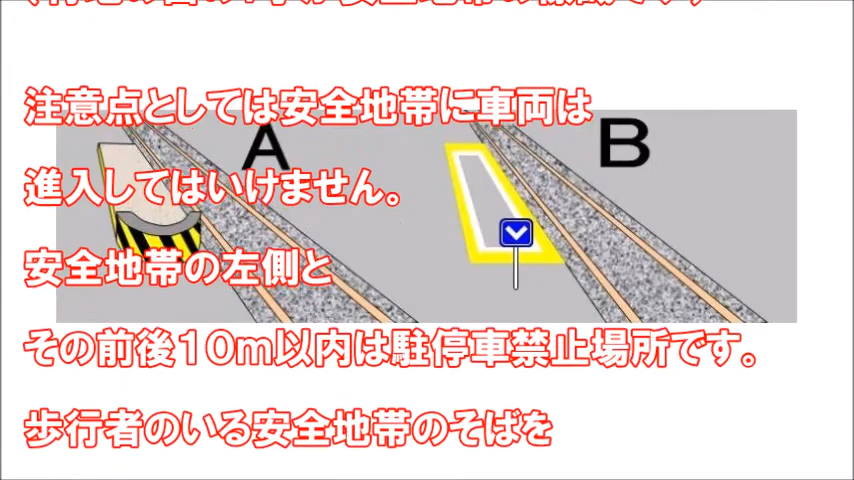 注意点としては安全地帯に車両は
A
B
進入してはいけません。
安全地帯の左側と
その前後10m以内は駐停車禁止場所です。
歩行者のいる安全地帯のそばを